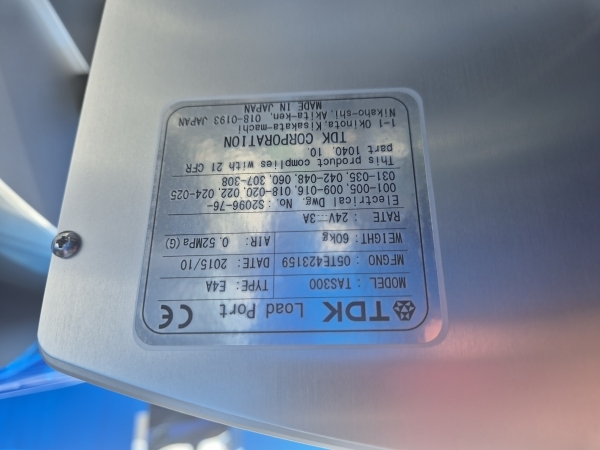 TDK Load Port CE
MODEL : TAS300 TYPE: E4A
MFGNO : 05TE423159 DATE: 2015/10
WEIGHT: 60kg AIR: 0.52MPa(G)
RATE : 24V⎓3A
Electrical Dwg. No. : S2096-76-
001-005,009,016-018,020,022,024-025
031-035,042-048,060,307-308
This product complies with 21 CFR
part 1040.10.
TDK CORPORATION
1-1 Okinota,Kisakata-machi
Nikaho-shi,Akita-ken, 018-0193 JAPAN
MADE IN JAPAN